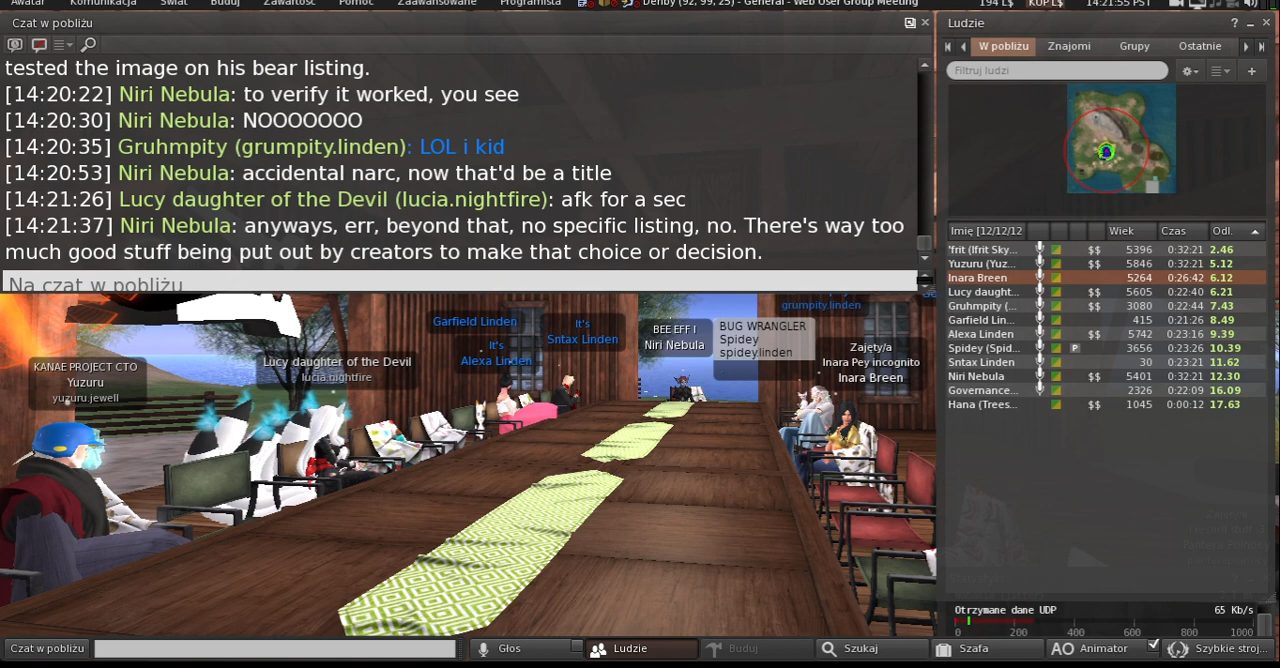 Awatar Komunikacja Świat Buduj Zawartość Pomoc Zaawansowane Programista Denby (92, 99, 25) - General - Web User Group Meeting 194 L$ KUP L$ 14:21:55 PST
Czat w pobliżu
tested the image on his bear listing.
[14:20:22] Niri Nebula: to verify it worked, you see
[14:20:30] Niri Nebula: NOOOOOOO
[14:20:35] Gruhmpity (grumpity.linden): LOL i kid
[14:20:53] Niri Nebula: accidental narc, now that'd be a title
[14:21:26] Lucy daughter of the Devil (lucia.nightfire): afk for a sec
[14:21:37] Niri Nebula: anyways, err, beyond that, no specific listing, no. There's way too
much good stuff being put out by creators to make that choice or decision.
Na czat w pobliżu
KANAE PROJECT CTO
Yuzuru
yuzuru.jewell
Lucy daughter of the Devil
lucia.nightfire
Garfield Linden
It's
Alexa Linden
It's
Sntax Linden
BEE EFF I
Niri Nebula
BUG WRANGLER
Spidey
spidey.linden
grumpity.linden
Zajęty/a
Inara Pey incognito
Inara Breen
Ludzie
W pobliżu Znajomi Grupy Ostatnie
Filtruj ludzi
Imię [12/12/12 Wiek Czas Odl.
'frit (Ifrit Sky... $$ 5396 0:32:21 2.46
Yuzuru (Yuz... $$ 5846 0:32:21 5.12
Inara Breen 5264 0:26:42 6.12
Lucy daught... $$ 5605 0:22:40 6.21
Gruhmpity (... $$ 3080 0:22:44 7.43
Garfield Lin... 415 0:21:26 8.49
Alexa Linden $$ 5742 0:23:16 9.39
Spidey (Spid... P 3656 0:23:26 10.39
Sntax Linden 30 0:23:21 11.62
Niri Nebula $$ 5401 0:32:21 12.30
Governance... 2326 0:22:09 16.09
Hana (Trees... $$ 1045 0:00:12 17.63
Otrzymane dane UDP 65 Kb/s
0 200 400 600 800 1000
Czat w pobliżu Głos Ludzie Buduj Szukaj Szafa AO Animator Szybkie stroj...